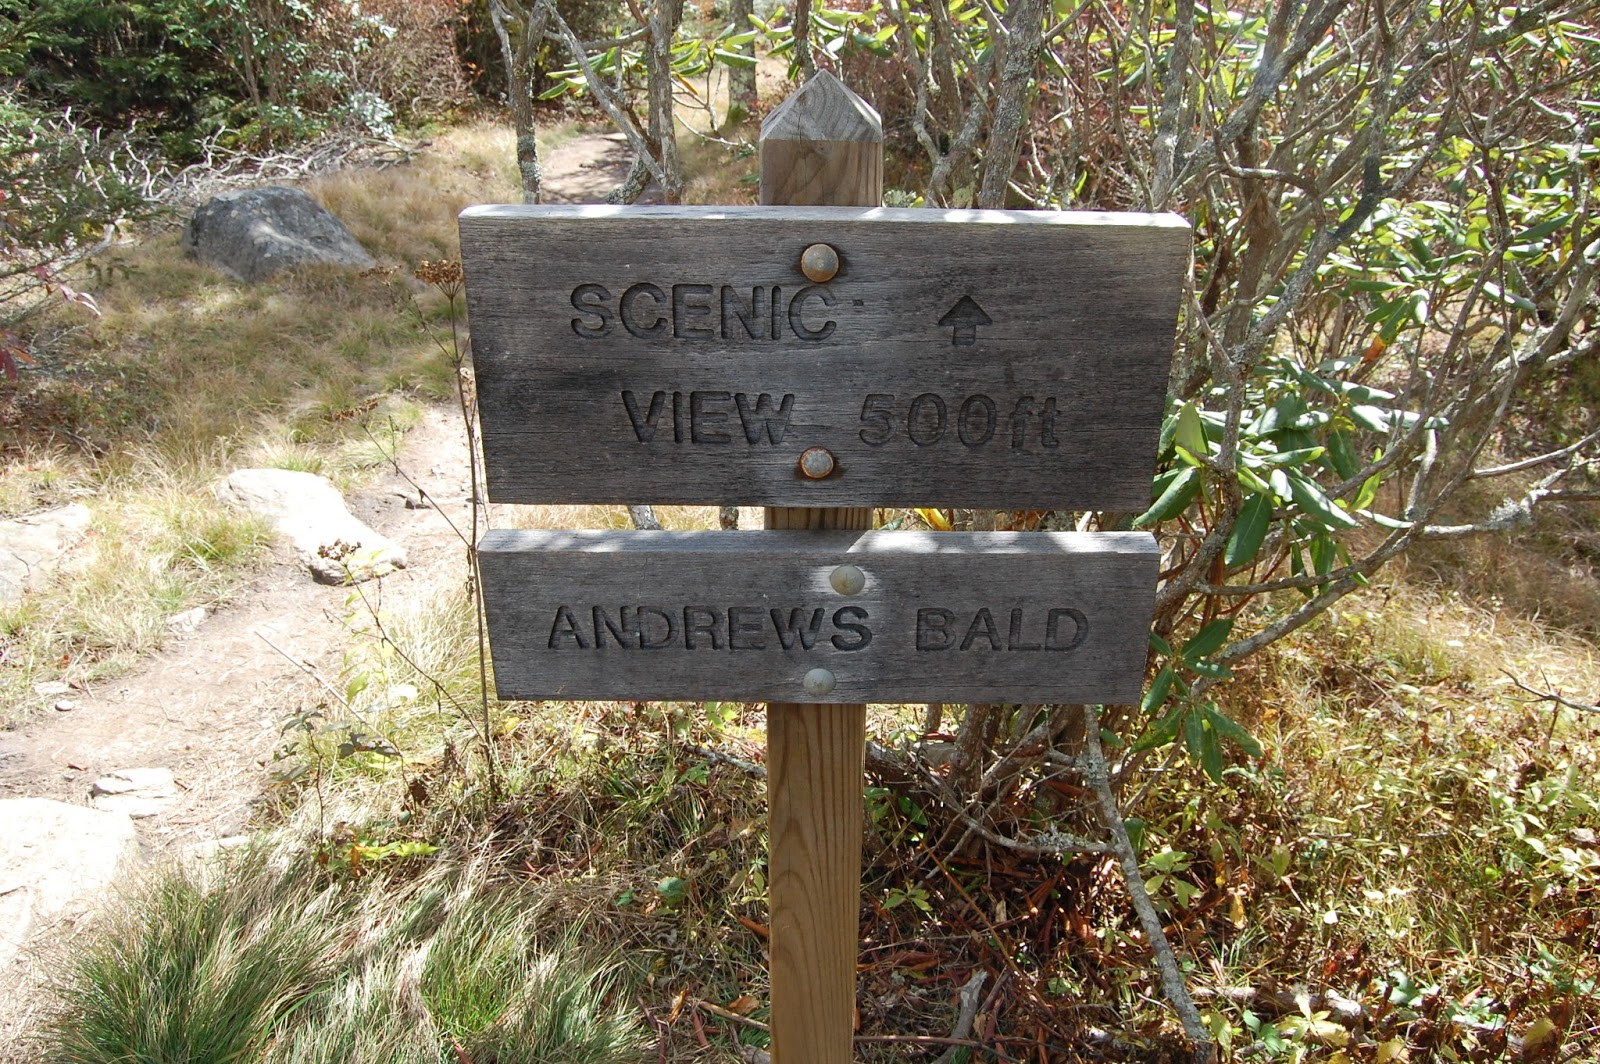 SCENIC ↑
VIEW 500ft
ANDREWS BALD